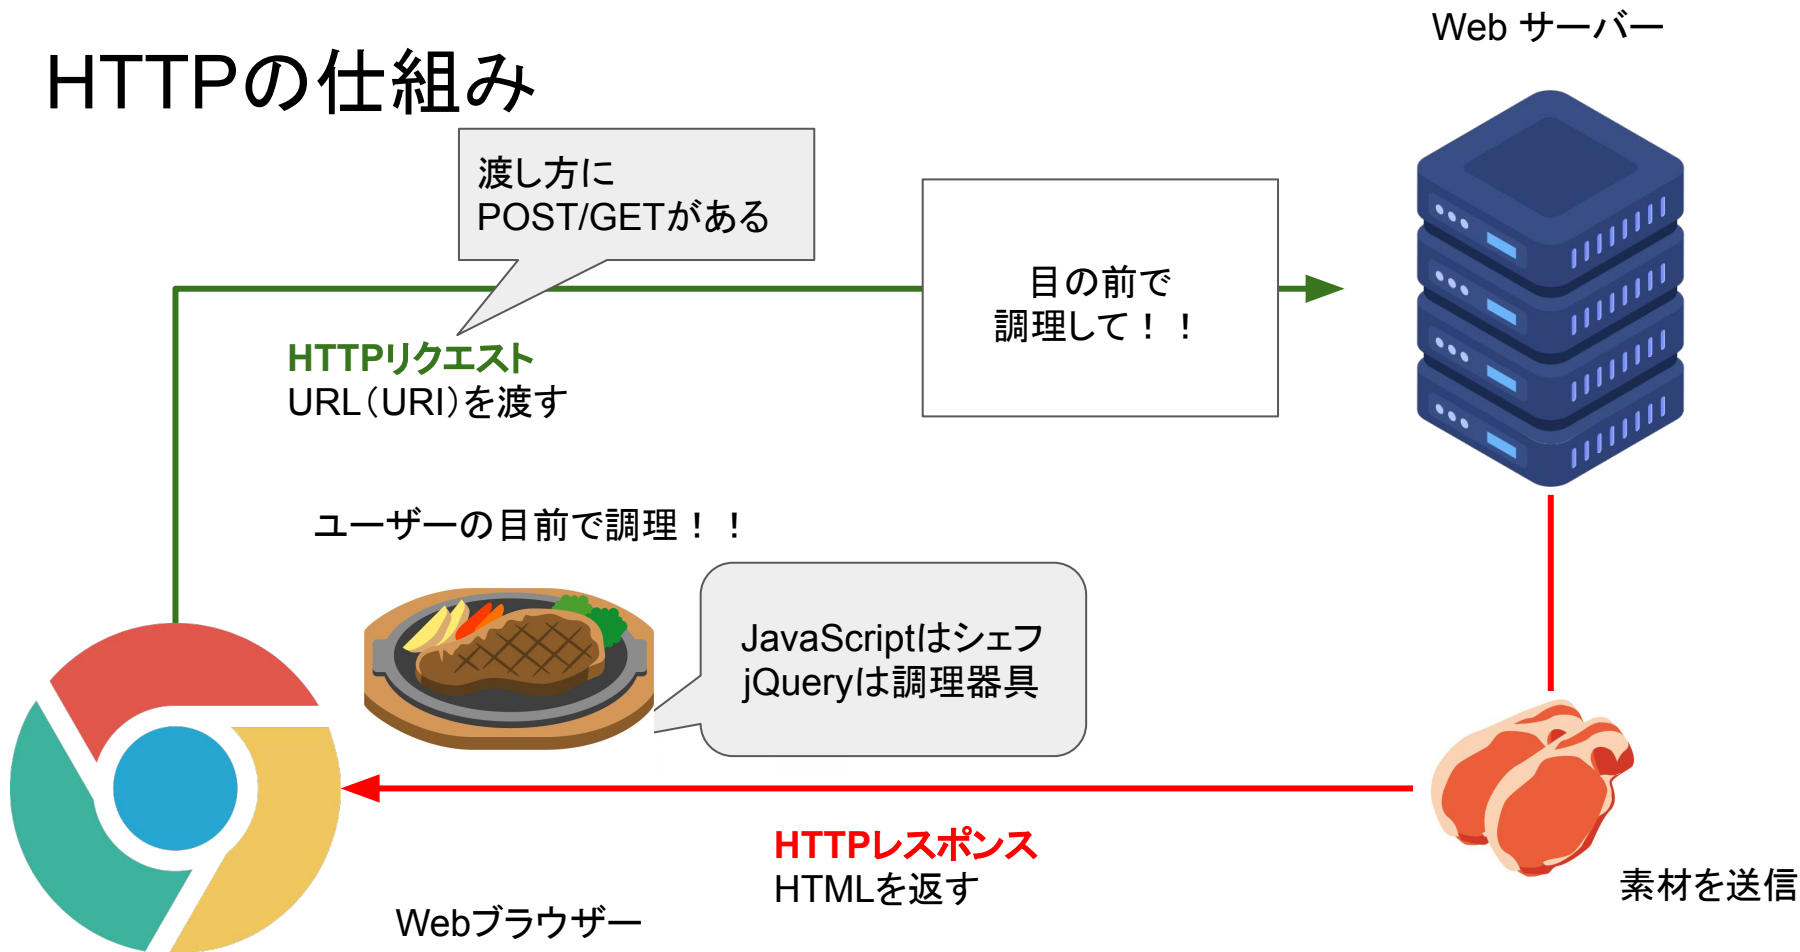 Web サーバー
HTTPの仕組み
渡し方に
POST/GETがある
目の前で
調理して！！
HTTPリクエスト
URL（URI）を渡す
ユーザーの目前で調理！！
JavaScriptはシェフ
jQueryは調理器具
HTTPレスポンス
HTMLを返す
素材を送信
Webブラウザー